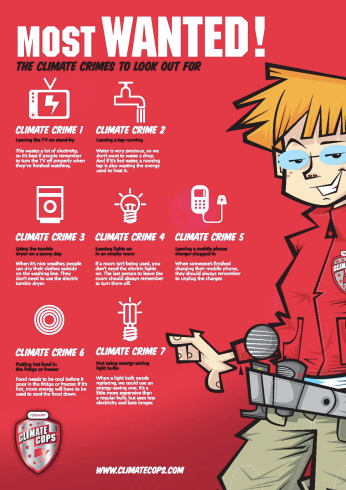 MOST WANTED!
THE CLIMATE CRIMES TO LOOK OUT FOR
CLIMATE CRIME 1
Leaving the TV on stand-by
This wastes a lot of electricity,
so it's best if people remember
to turn the TV off properly when
they've finished watching.
CLIMATE CRIME 2
Leaving a tap running
Water is very precious, so we
don't want to waste a drop.
And if it's hot water, a running
tap is also wasting the energy
used to heat it.
CLIMATE CRIME 3
Using the tumble
dryer on a sunny day
When it's nice weather, people
can dry their clothes outside
on the washing line. They
don't need to use the electric
tumble dryer.
CLIMATE CRIME 4
Leaving lights on
in an empty room
If a room isn't being used, you
don't need the electric lights
on. The last person to leave the
room should always remember
to turn them off.
CLIMATE CRIME 5
Leaving a mobile phone
charger plugged in
When someone's finished
charging their mobile phone,
they should always remember
to unplug the charger.
CLIMATE CRIME 6
Putting hot food in
the fridge or freezer
Food needs to be cool before it
goes in the fridge or freezer. If it's
hot, more energy will have to be
used to cool the food down.
CLIMATE CRIME 7
Not using energy-saving
light bulbs
When a light bulb needs
replacing, we could use an
energy-saving one. It's a
little more expensive than
a regular bulb, but uses less
electricity and lasts longer.
CLIMATE
COPS
WWW.CLIMATECOPS.COM